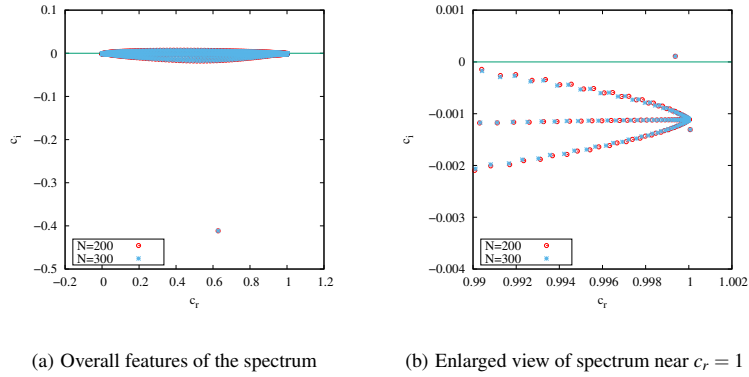 0.1
0
−0.1
−0.2
−0.3
−0.4
−0.5
c_i
−0.2
0
0.2
0.4
0.6
0.8
1
1.2
c_r
N=200
N=300
0.001
0
−0.001
−0.002
−0.003
−0.004
c_i
0.99
0.992
0.994
0.996
0.998
1
1.002
c_r
N=200
N=300
(a) Overall features of the spectrum
(b) Enlarged view of spectrum near c_r = 1